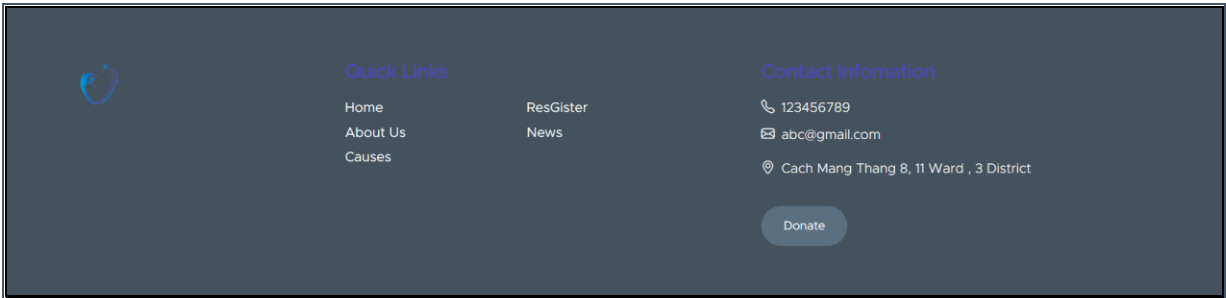 Quick Links
Home
About Us
Causes
ResGister
News
Contact Infomation
123456789
abc@gmail.com
Cach Mang Thang 8, 11 Ward , 3 District
Donate